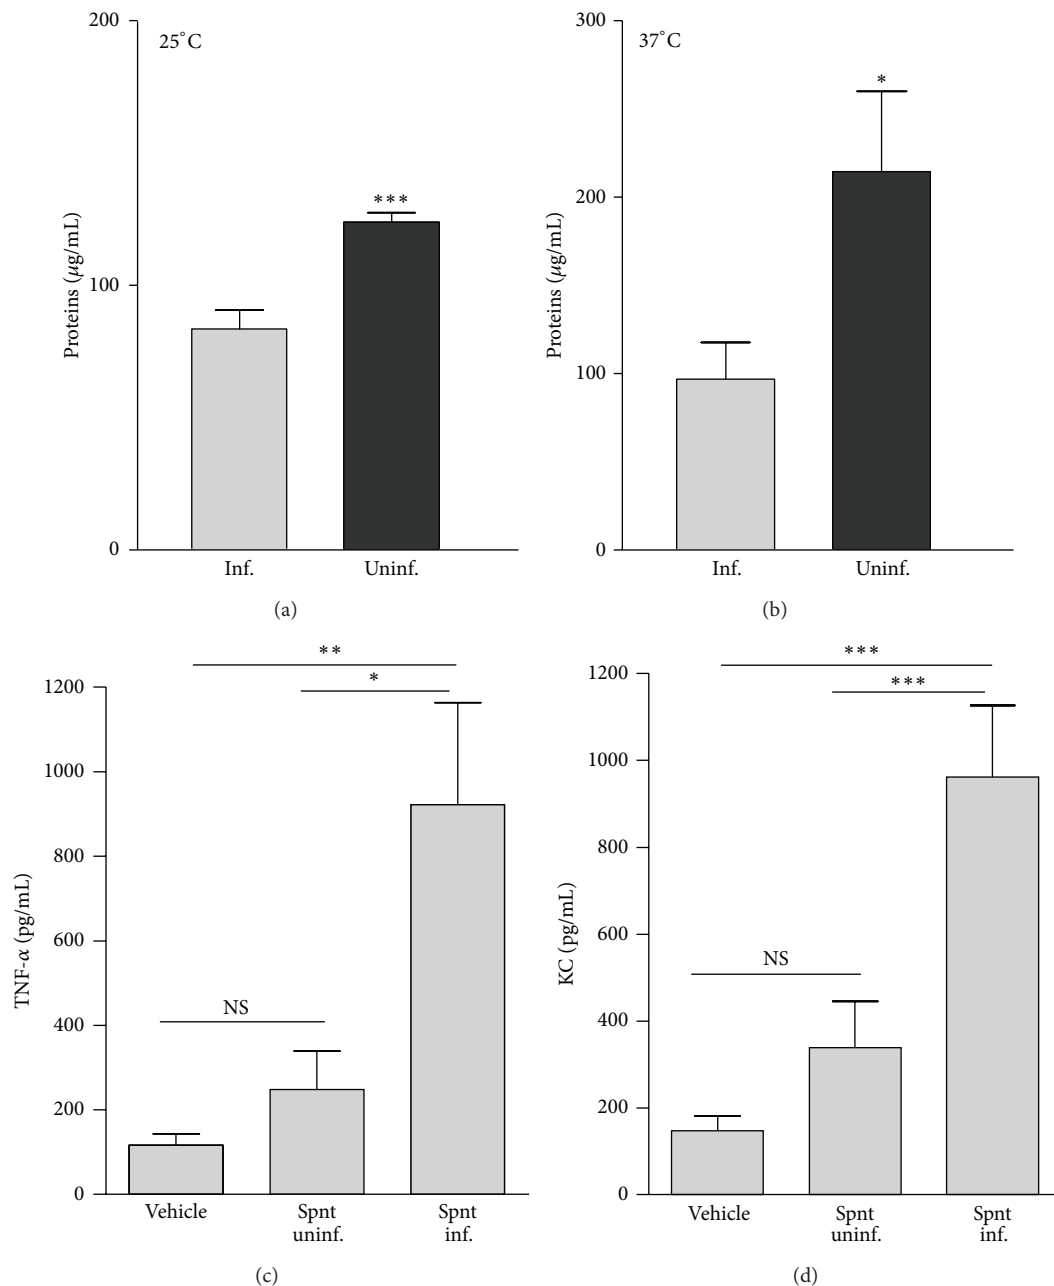 200
25°C
Proteins (μg/mL)
100
***
0
Inf.
Uninf.
(a)
300
37°C
*
200
Proteins (μg/mL)
100
0
Inf.
Uninf.
(b)
**
*
1200
1000
800
TNF-α (pg/mL)
600
NS
400
200
0
Vehicle
Spnt
uninf.
Spnt
inf.
(c)
***
***
1200
1000
800
KC (pg/mL)
600
NS
400
200
0
Vehicle
Spnt
uninf.
Spnt
inf.
(d)